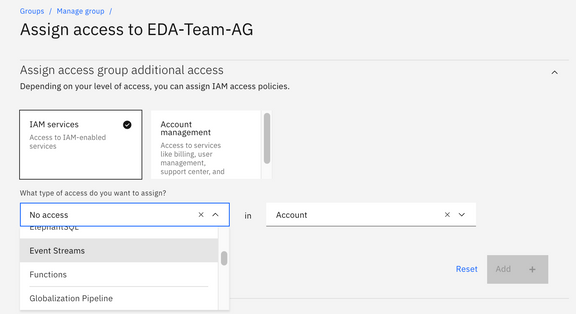 Groups / Manage group /
Assign access to EDA-Team-AG
Assign access group additional access
Depending on your level of access, you can assign IAM access policies.
IAM services
Access to IAM-enabled
services
Account
management
Access to services
like billing, user
management,
support center, and
What type of access do you want to assign?
No access
in
Account
ElephantSQL
Event Streams
Functions
Globalization Pipeline
Reset
Add +